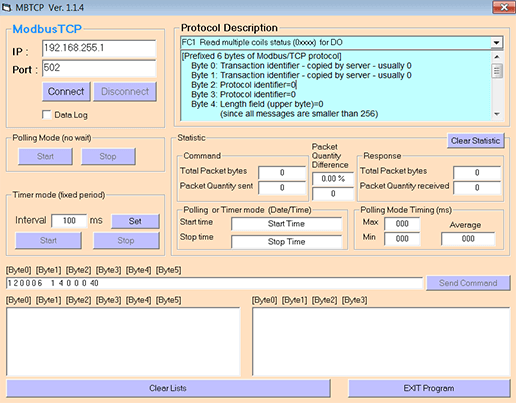 MBTCP Ver. 1.1.4
ModbusTCP
IP :
192.168.255.1
Port :
502
Connect
Disconnect
Data Log
Protocol Description
FC1 Read multiple coils status (0xxxx) for DO
[Prefixed 6 bytes of Modbus/TCP protocol]
Byte 0: Transaction identifier - copied by server - usually 0
Byte 1: Transaction identifier - copied by server - usually 0
Byte 2: Protocol identifier=0
Byte 3: Protocol identifier=0
Byte 4: Length field (upper byte)=0
(since all messages are smaller than 256)
Polling Mode (no wait)
Start
Stop
Timer mode (fixed period)
Interval
100
ms
Set
Start
Stop
Statistic
Clear Statistic
Command
Total Packet bytes
0
Packet Quantity sent
0
Packet
Quantity
Difference
0.00 %
0
Response
Total Packet bytes
0
Packet Quantity received
0
Polling or Timer mode (Date/Time)
Start time
Start Time
Stop time
Stop Time
Polling Mode Timing (ms)
Max
000
Min
000
Average
000
[Byte0] [Byte1] [Byte2] [Byte3] [Byte4] [Byte5]
1 2 0 0 0 6 1 4 0 0 0 40
Send Command
[Byte0] [Byte1] [Byte2] [Byte3] [Byte4] [Byte5]
[Byte0] [Byte1] [Byte2] [Byte3]
Clear Lists
EXIT Program